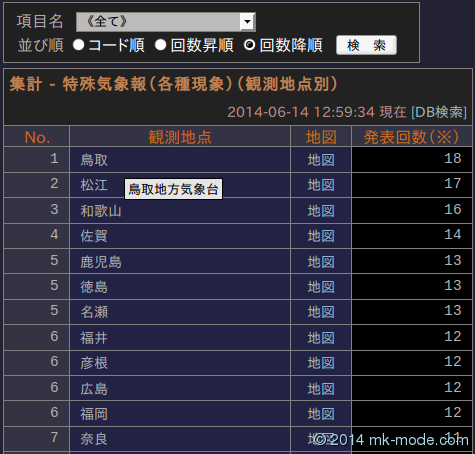 項目名 《全て》
並び順 コード順 回数昇順 回数降順 検 索
集計 - 特殊気象報(各種現象)(観測地点別)
2014-06-14 12:59:34 現在 [DB検索]
No. 観測地点 地図 発表回数(※)
1 鳥取 地図 18
2 松江 地図 17
鳥取地方気象台
3 和歌山 地図 16
4 佐賀 地図 14
5 鹿児島 地図 13
5 徳島 地図 13
5 名瀬 地図 13
6 福井 地図 12
6 彦根 地図 12
6 広島 地図 12
6 福岡 地図 12
7 奈良 地図 11
© 2014 mk-mode.com